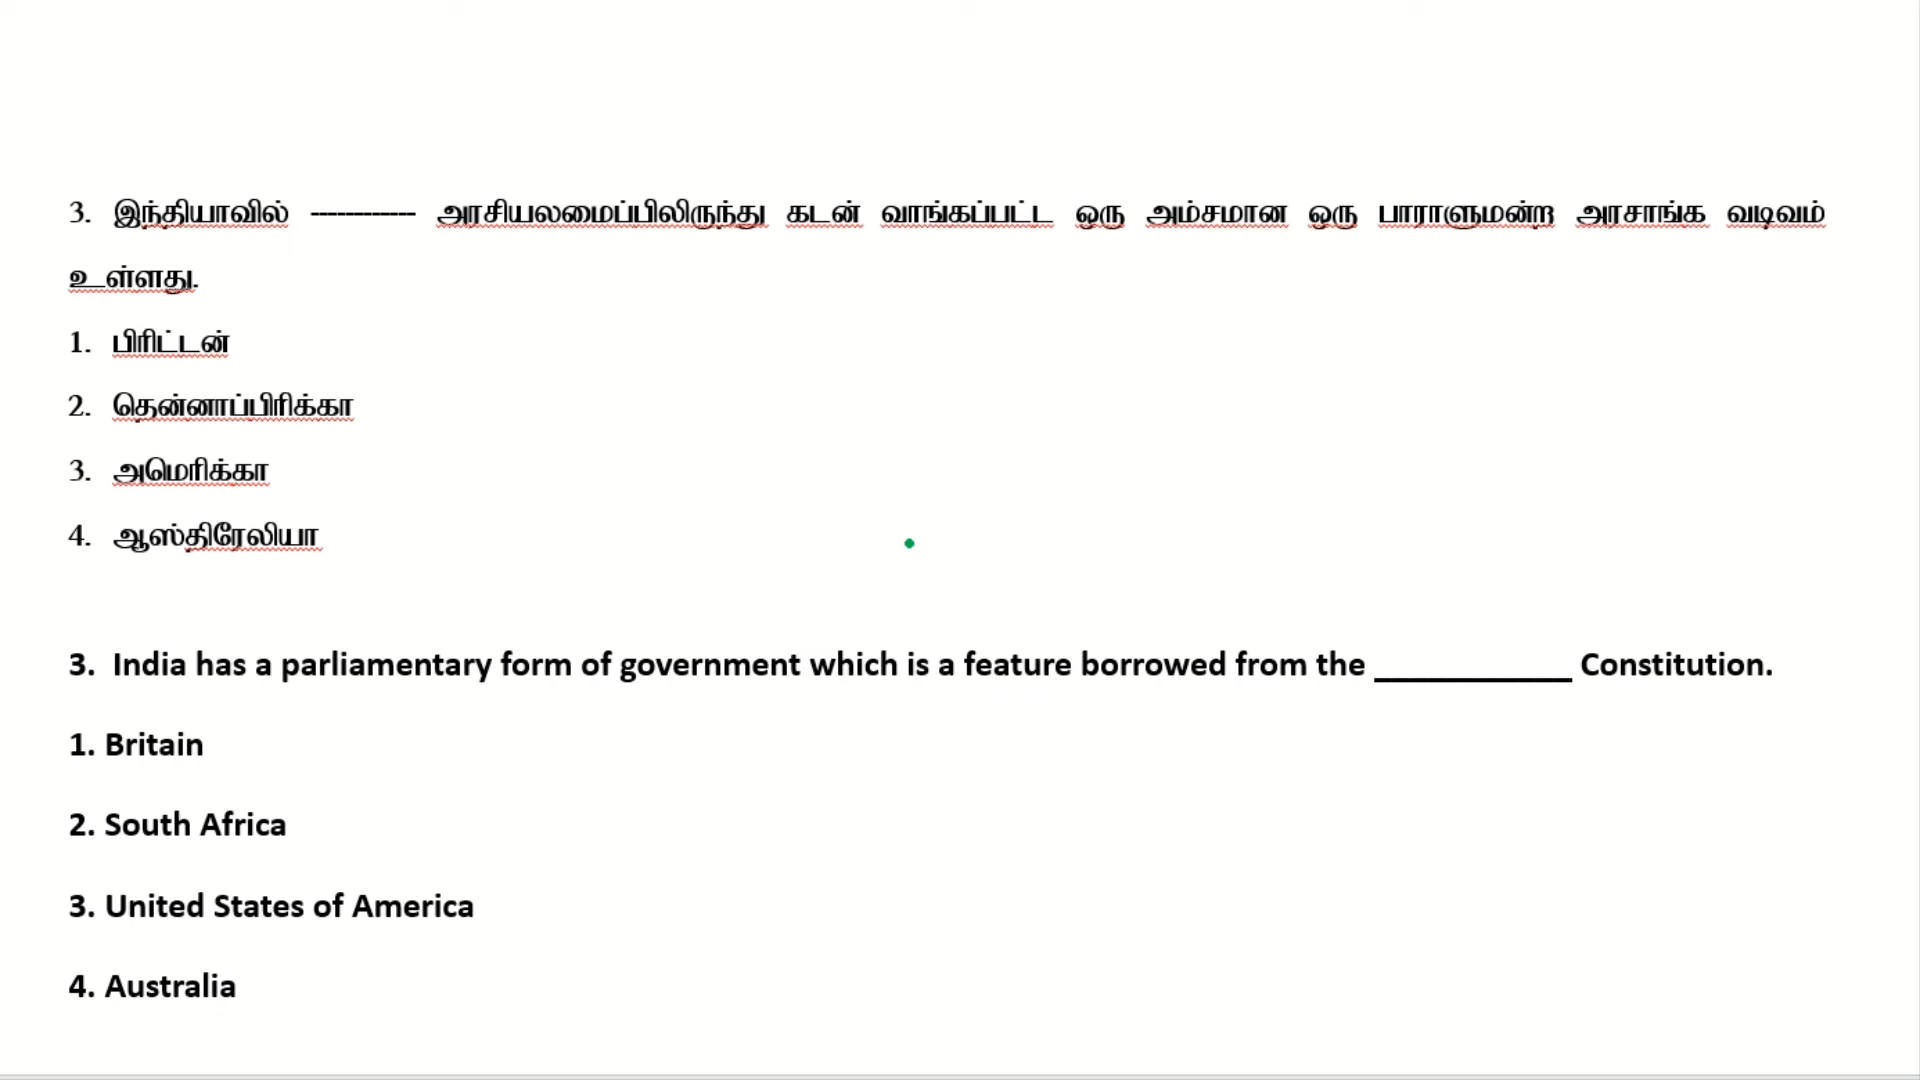 3. இந்தியாவில் ------------ அரசியலமைப்பிலிருந்து கடன் வாங்கப்பட்ட ஒரு அம்சமான ஒரு பாராளுமன்ற அரசாங்க வடிவம்
உள்ளது.
1. பிரிட்டன்
2. தென்னாப்பிரிக்கா
3. அமெரிக்கா
4. ஆஸ்திரேலியா
3. India has a parliamentary form of government which is a feature borrowed from the ____________ Constitution.
1. Britain
2. South Africa
3. United States of America
4. Australia